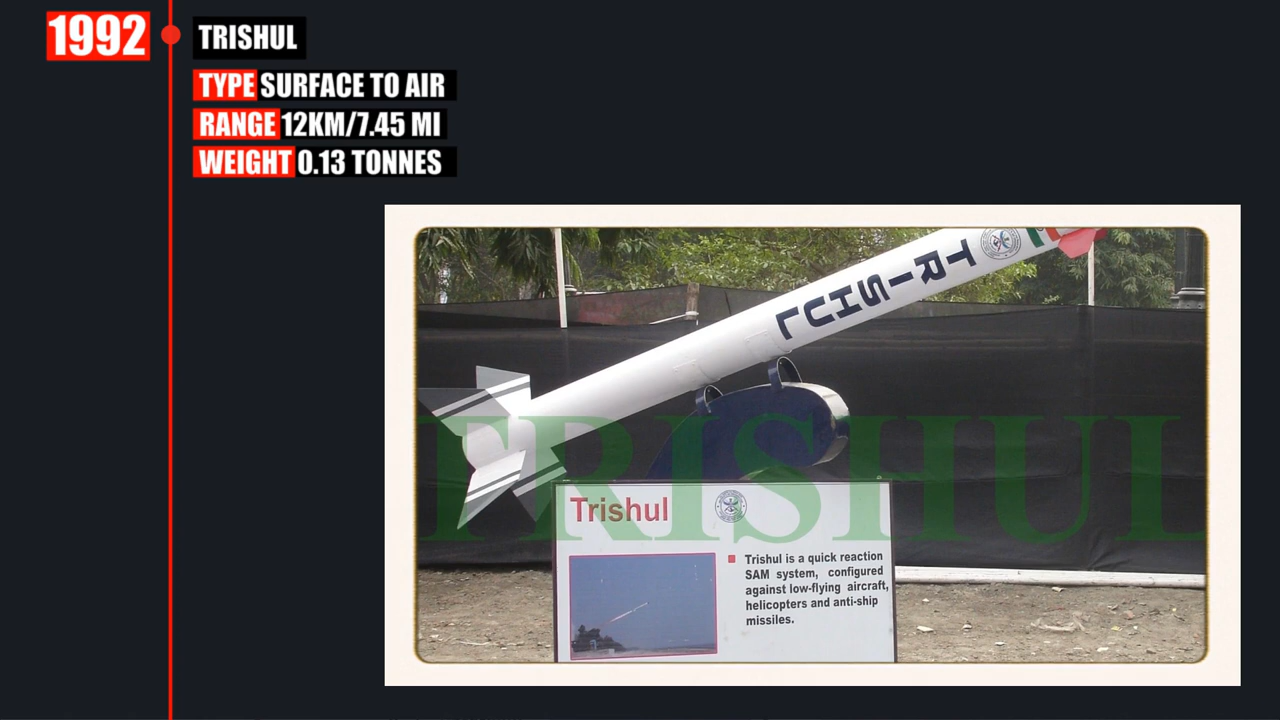 1992
TRISHUL
TYPE SURFACE TO AIR
RANGE 12KM/7.45 MI
WEIGHT 0.13 TONNES
TRISHUL
TRISHUL
Trishul
Trishul is a quick reaction
SAM system, configured
against low-flying aircraft,
helicopters and anti-ship
missiles.